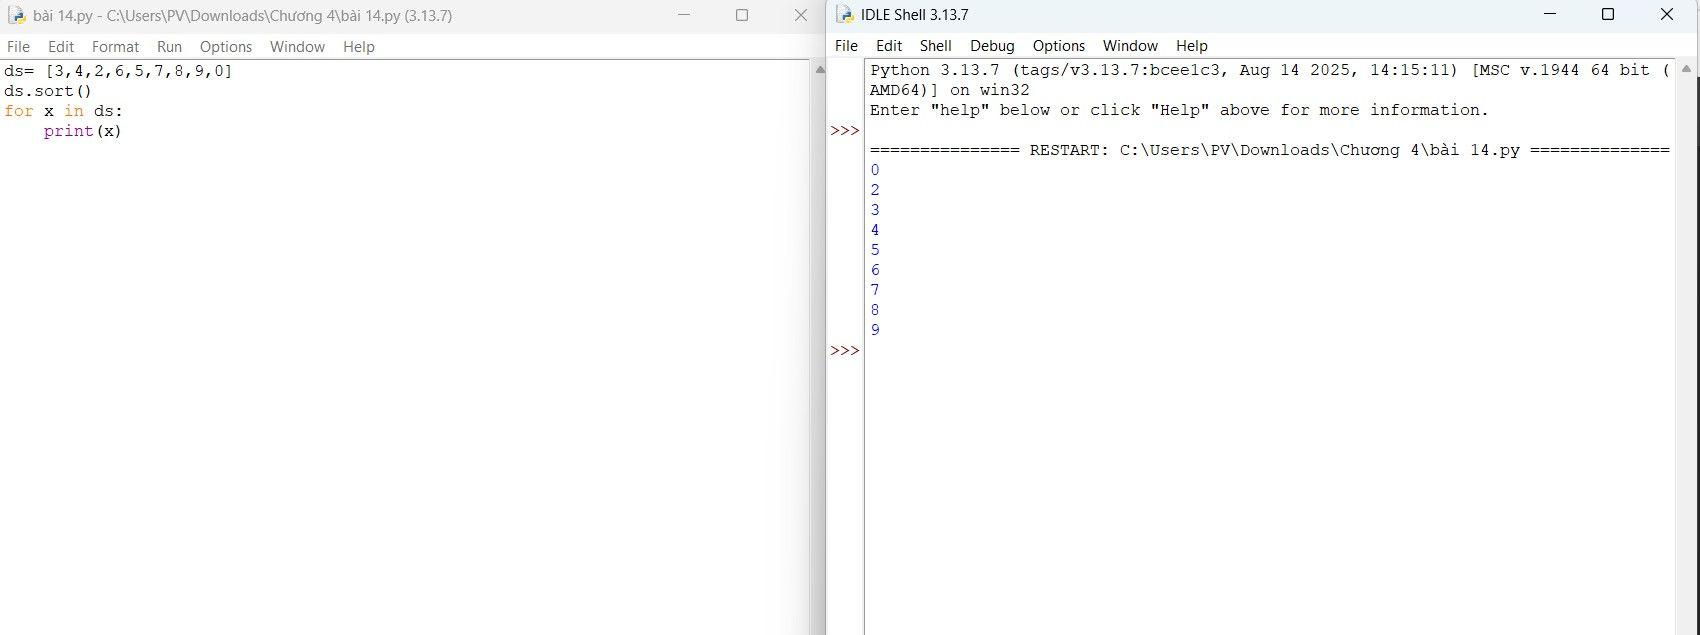 bài 14.py - C:\Users\PV\Downloads\Chương 4\bài 14.py (3.13.7)
File Edit Format Run Options Window Help
ds= [3,4,2,6,5,7,8,9,0]
ds.sort()
for x in ds:
    print(x)
IDLE Shell 3.13.7
File Edit Shell Debug Options Window Help
Python 3.13.7 (tags/v3.13.7:bcee1c3, Aug 14 2025, 14:15:11) [MSC v.1944 64 bit (
AMD64)] on win32
Enter "help" below or click "Help" above for more information.
>>>
=============== RESTART: C:\Users\PV\Downloads\Chương 4\bài 14.py ==============
0
2
3
4
5
6
7
8
9
>>>